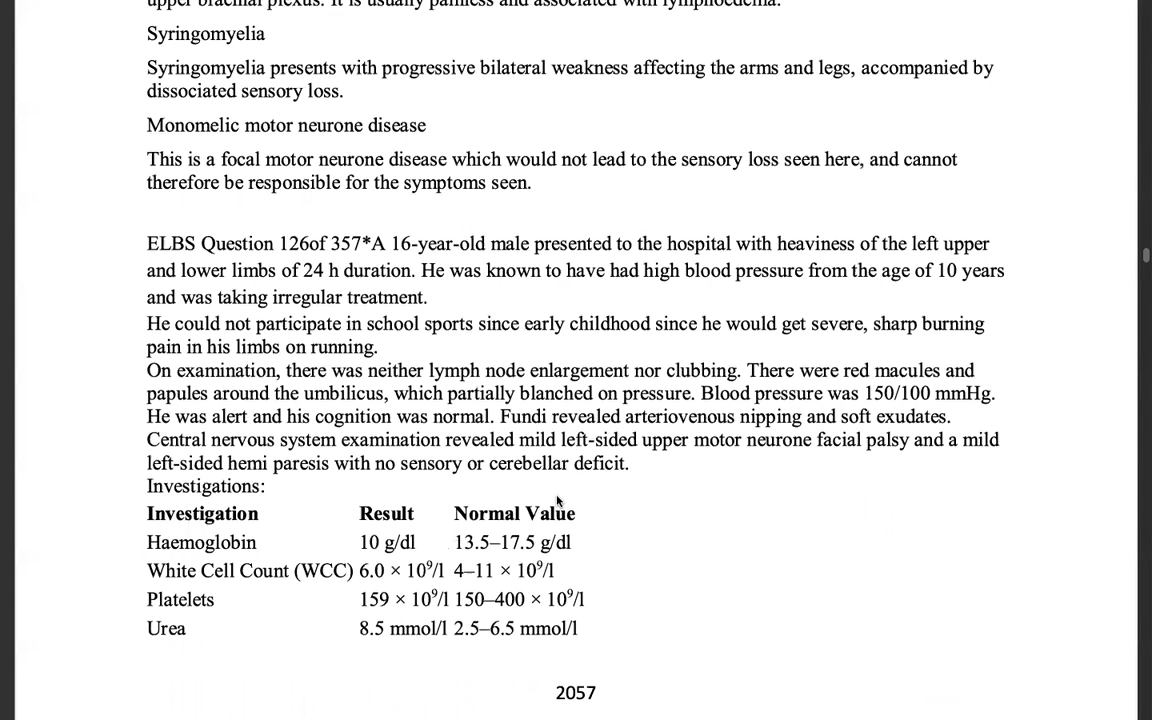 upper brachial plexus. It is usually painless and associated with lymphoedema.
Syringomyelia
Syringomyelia presents with progressive bilateral weakness affecting the arms and legs, accompanied by
dissociated sensory loss.
Monomelic motor neurone disease
This is a focal motor neurone disease which would not lead to the sensory loss seen here, and cannot
therefore be responsible for the symptoms seen.
ELBS Question 126of 357*A 16-year-old male presented to the hospital with heaviness of the left upper
and lower limbs of 24 h duration. He was known to have had high blood pressure from the age of 10 years
and was taking irregular treatment.
He could not participate in school sports since early childhood since he would get severe, sharp burning
pain in his limbs on running.
On examination, there was neither lymph node enlargement nor clubbing. There were red macules and
papules around the umbilicus, which partially blanched on pressure. Blood pressure was 150/100 mmHg.
He was alert and his cognition was normal. Fundi revealed arteriovenous nipping and soft exudates.
Central nervous system examination revealed mild left-sided upper motor neurone facial palsy and a mild
left-sided hemi paresis with no sensory or cerebellar deficit.
Investigations:
Investigation Result Normal Value
Haemoglobin 10 g/dl 13.5–17.5 g/dl
White Cell Count (WCC) 6.0 × 10⁹/l 4–11 × 10⁹/l
Platelets 159 × 10⁹/l 150–400 × 10⁹/l
Urea 8.5 mmol/l 2.5–6.5 mmol/l
2057